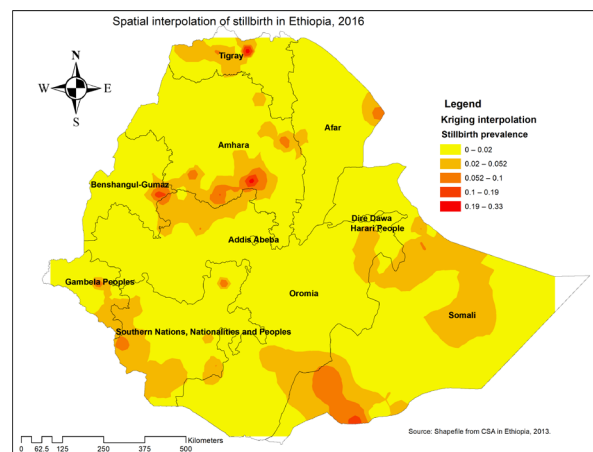 Spatial interpolation of stillbirth in Ethiopia, 2016
N
W
E
S
Tigray
Afar
Amhara
Benshangul-Gumaz
Dire Dawa
Harari People
Addis Abeba
Gambela Peoples
Oromia
Somali
Southern Nations, Nationalities and Peoples
Legend
Kriging interpolation
Stillbirth prevalence
0 – 0.02
0.02 – 0.052
0.052 – 0.1
0.1 – 0.19
0.19 – 0.33
Source: Shapefile from CSA in Ethiopia, 2013.
Kilometers
0 62.5 125 250 375 500